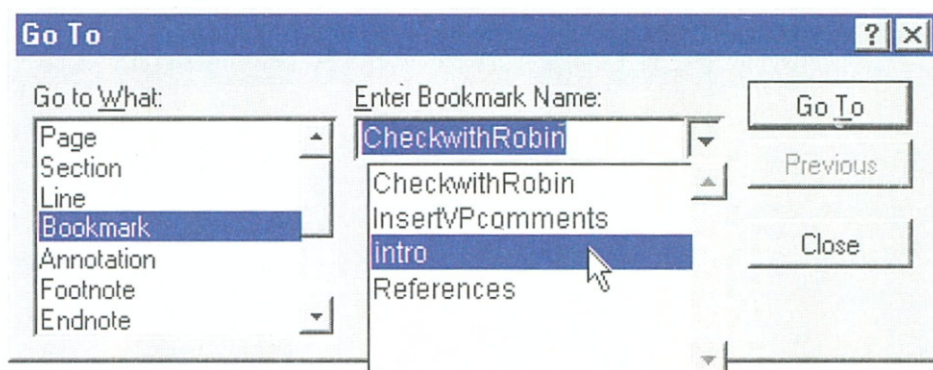 Go To
Go to What:
Page
Section
Line
Bookmark
Annotation
Footnote
Endnote
Enter Bookmark Name:
CheckwithRobin
CheckwithRobin
InsertVPcomments
intro
References
Go To
Previous
Close